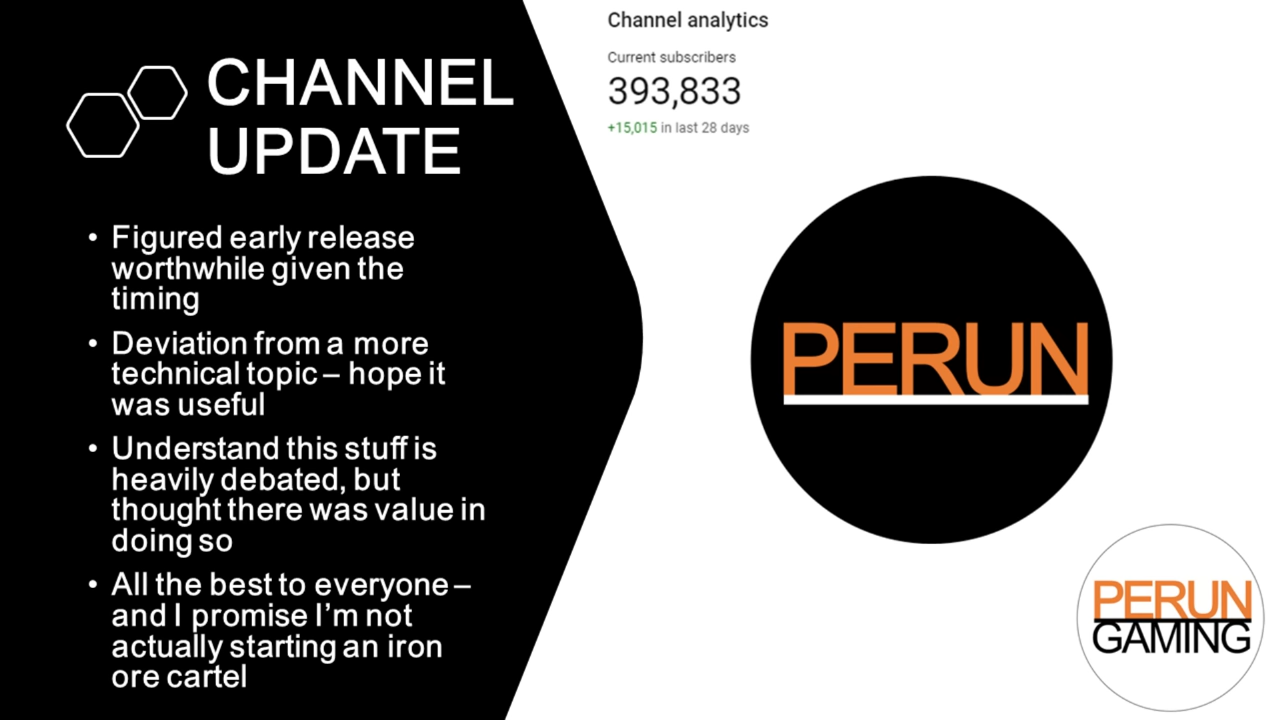 CHANNEL
UPDATE
• Figured early release
worthwhile given the
timing
• Deviation from a more
technical topic – hope it
was useful
• Understand this stuff is
heavily debated, but
thought there was value in
doing so
• All the best to everyone –
and I promise I’m not
actually starting an iron
ore cartel
Channel analytics
Current subscribers
393,833
+15,015 in last 28 days
PERUN
PERUN
GAMING